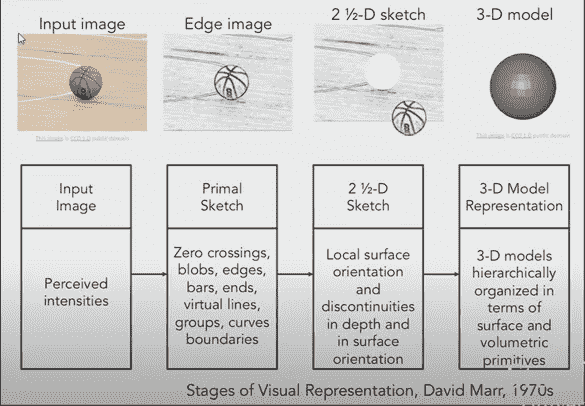 Input image
Edge image
2 ½-D sketch
3-D model
This image is CC0 1.0 public domain
This image is CC0 1.0 public domain
Input
Image
Perceived
intensities
Primal
Sketch
Zero crossings,
blobs, edges,
bars, ends,
virtual lines,
groups, curves
boundaries
2 ½-D
Sketch
Local surface
orientation
and
discontinuities
in depth and
in surface
orientation
3-D Model
Representation
3-D models
hierarchically
organized in
terms of
surface and
volumetric
primitives
Stages of Visual Representation, David Marr, 1970s